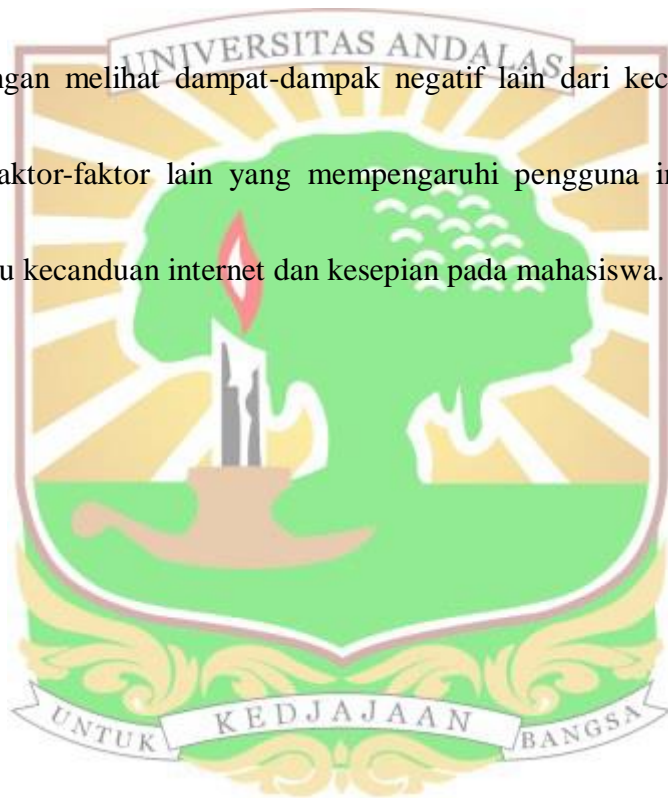 UNIVERSITAS ANDALAS
ngan melihat dampat-dampak negatif lain dari kec
aktor-faktor lain yang mempengaruhi pengguna in
u kecanduan internet dan kesepian pada mahasiswa.
UNTUK KEDJAJAAN BANGSA